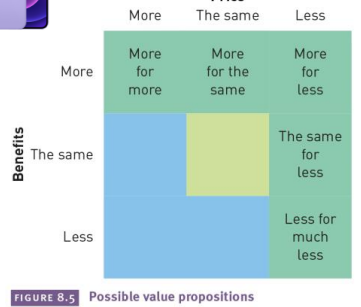 More The same Less
Benefits
More
More for more
More for the same
More for less
The same
The same for less
Less
Less for much less
FIGURE 8.5 Possible value propositions